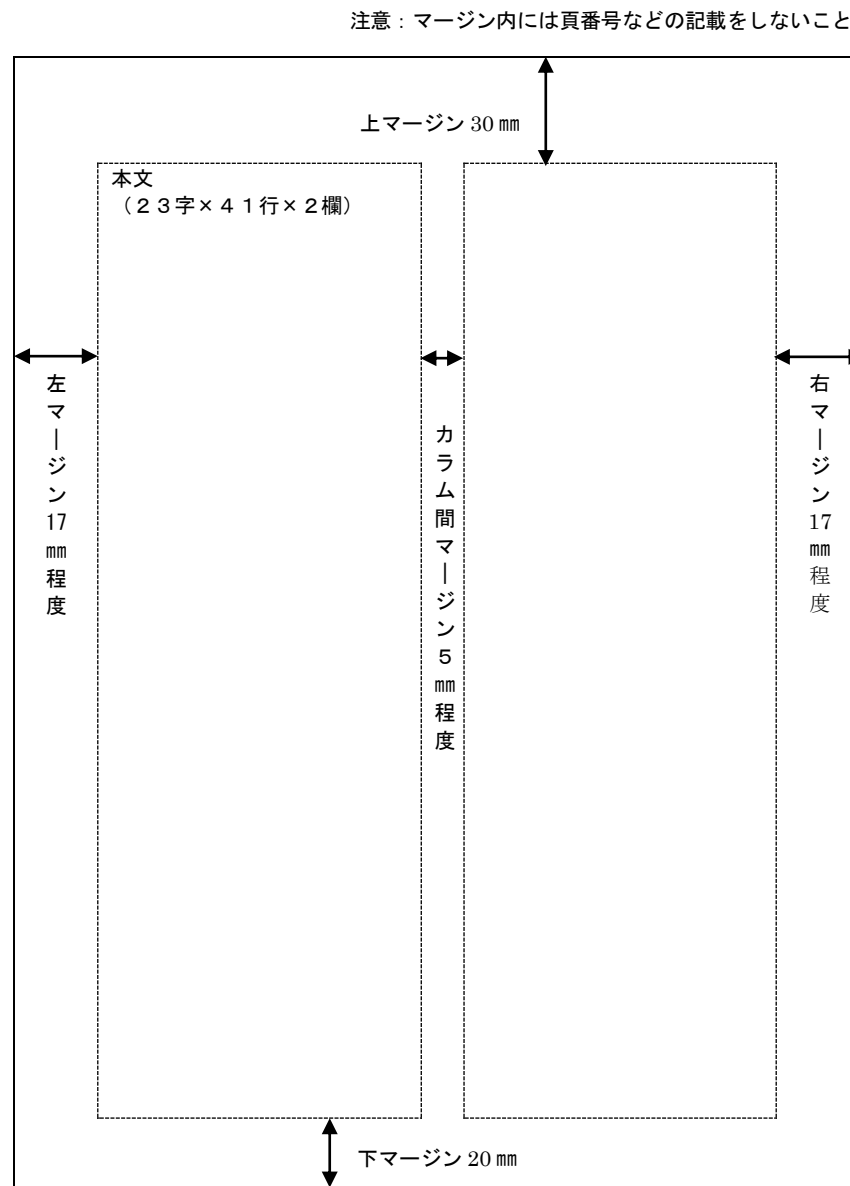 注意：マージン内には頁番号などの記載をしないこと
上マージン 30 ㎜
本文
（２３字×４１行×２欄）
左マージン17㎜程度
カラム間マージン５㎜程度
右マージン17㎜程度
下マージン 20 ㎜